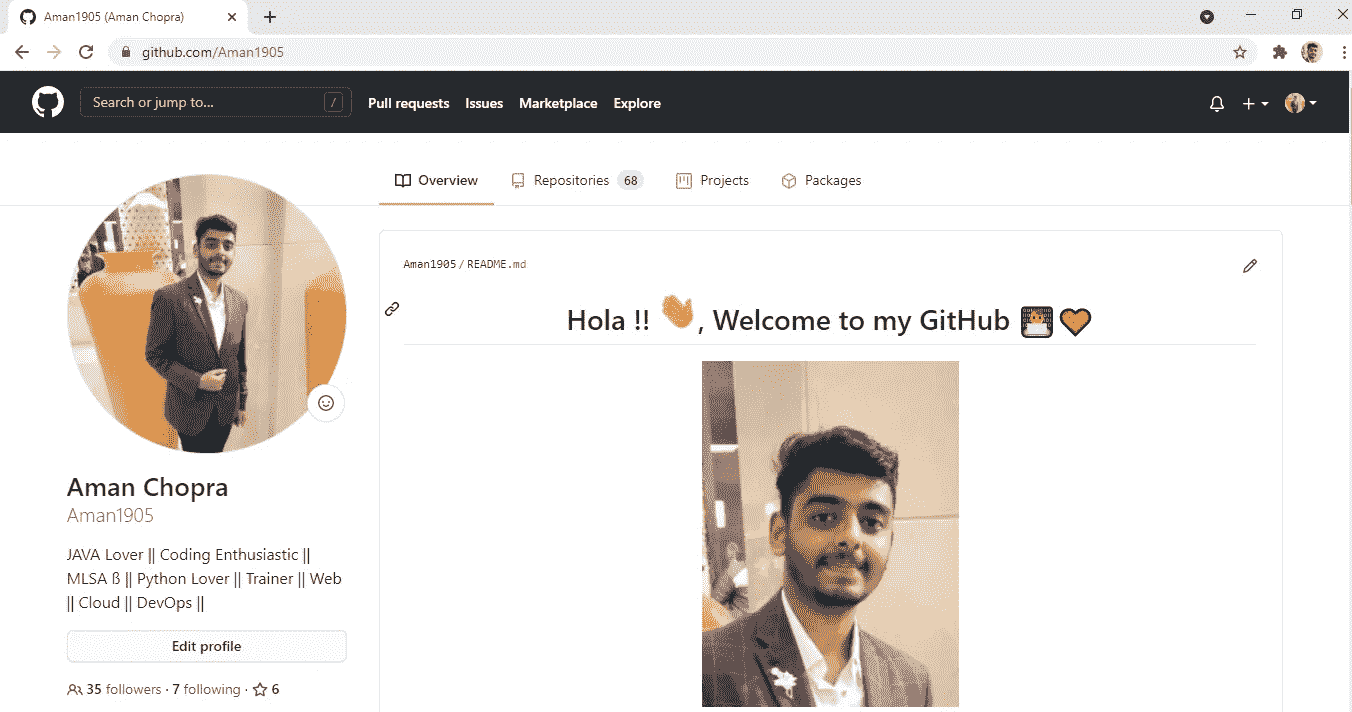 Aman1905 (Aman Chopra)
github.com/Aman1905
Search or jump to... / Pull requests Issues Marketplace Explore
Overview Repositories 68 Projects Packages
Aman1905 / README.md
Hola !! 👋, Welcome to my GitHub 👨‍💻🧡
Aman Chopra
Aman1905
JAVA Lover || Coding Enthusiastic ||
MLSA ß || Python Lover || Trainer || Web
|| Cloud || DevOps ||
Edit profile
35 followers · 7 following · 6